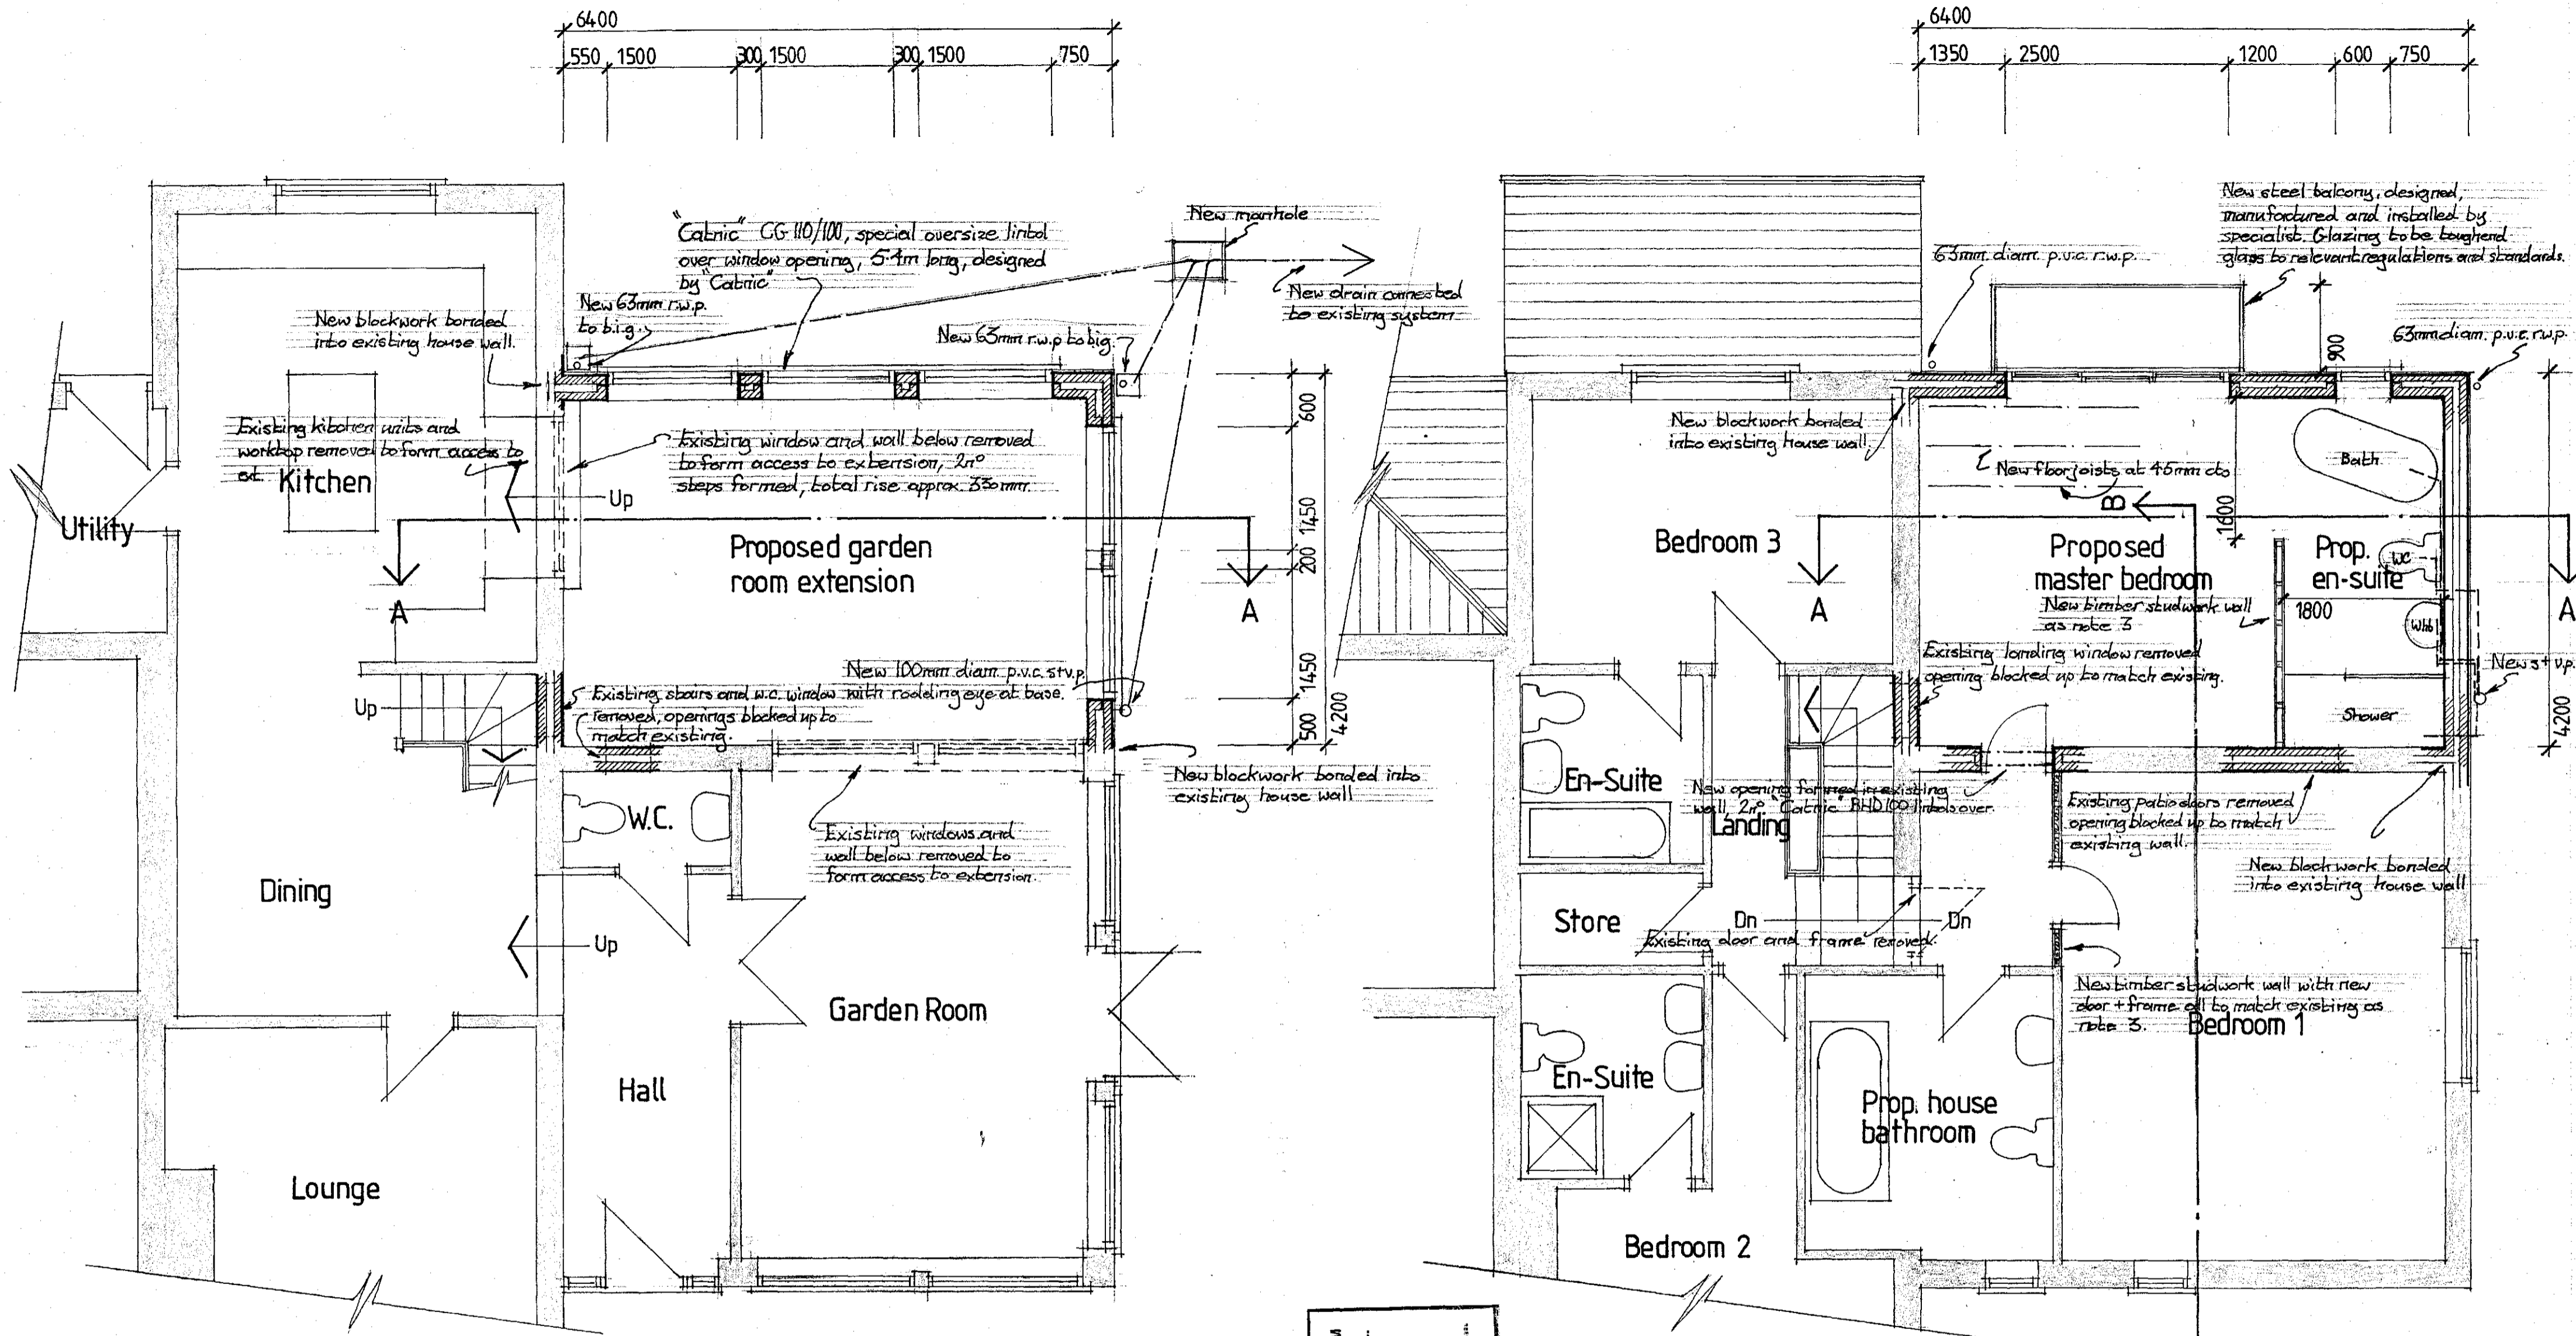 6400
550 1500 300 1500 300 1500 750
"Catnic" CG 110/100, special oversize lintol
over window opening, 5.4m long, designed
by "Catnic"
New manhole
New drain connected
to existing system
New 63mm r.w.p.
to b.i.g.
New 63mm r.w.p to b.i.g.
New blockwork bonded
into existing house wall.
Existing kitchen units and
worktop removed to form access to
ext.
Kitchen
Utility
Existing window and wall below removed
to form access to extension, 2nº
steps formed, total rise approx. 330mm.
Up
Proposed garden
room extension
A
A
600
1450
200
1450
500
4200
New 100mm diam. p.v.c. s.v.p.
with rodding eye at base.
Existing stairs and w.c. window
removed, openings blocked up to
match existing.
Up
New blockwork bonded into
existing house wall
W.C.
Existing windows and
wall below removed to
form access to extension.
Dining
Up
Garden Room
Hall
Lounge
6400
1350 2500 1200 600 750
New steel balcony, designed,
manufactured and installed by
specialist. Glazing to be toughend
glass to relevant regulations and standards.
63mm diam. p.v.c. r.w.p.
900
63mm diam. p.v.c. r.w.p.
New blockwork bonded
into existing house wall
New floor joists at 45mm cts
Bath
B
1600
Bedroom 3
Proposed
master bedroom
Prop.
en-suite
WC
A
A
New timber studwork wall
as note 3
1800
Whb
Existing landing window removed
opening blocked up to match existing.
New s+v.p.
Shower
4200
En-Suite
New opening formed in existing
wall, 2nº "Catnic" BHD100 lintols over.
Landing
Existing patio doors removed
opening blocked up to match
existing wall.
New blockwork bonded
into existing house wall
Store
Dn
Dn
Existing door and frame removed.
New timber studwork wall with new
door + frame all to match existing as
note 3.
Bedroom 1
En-Suite
Prop. house
bathroom
Bedroom 2